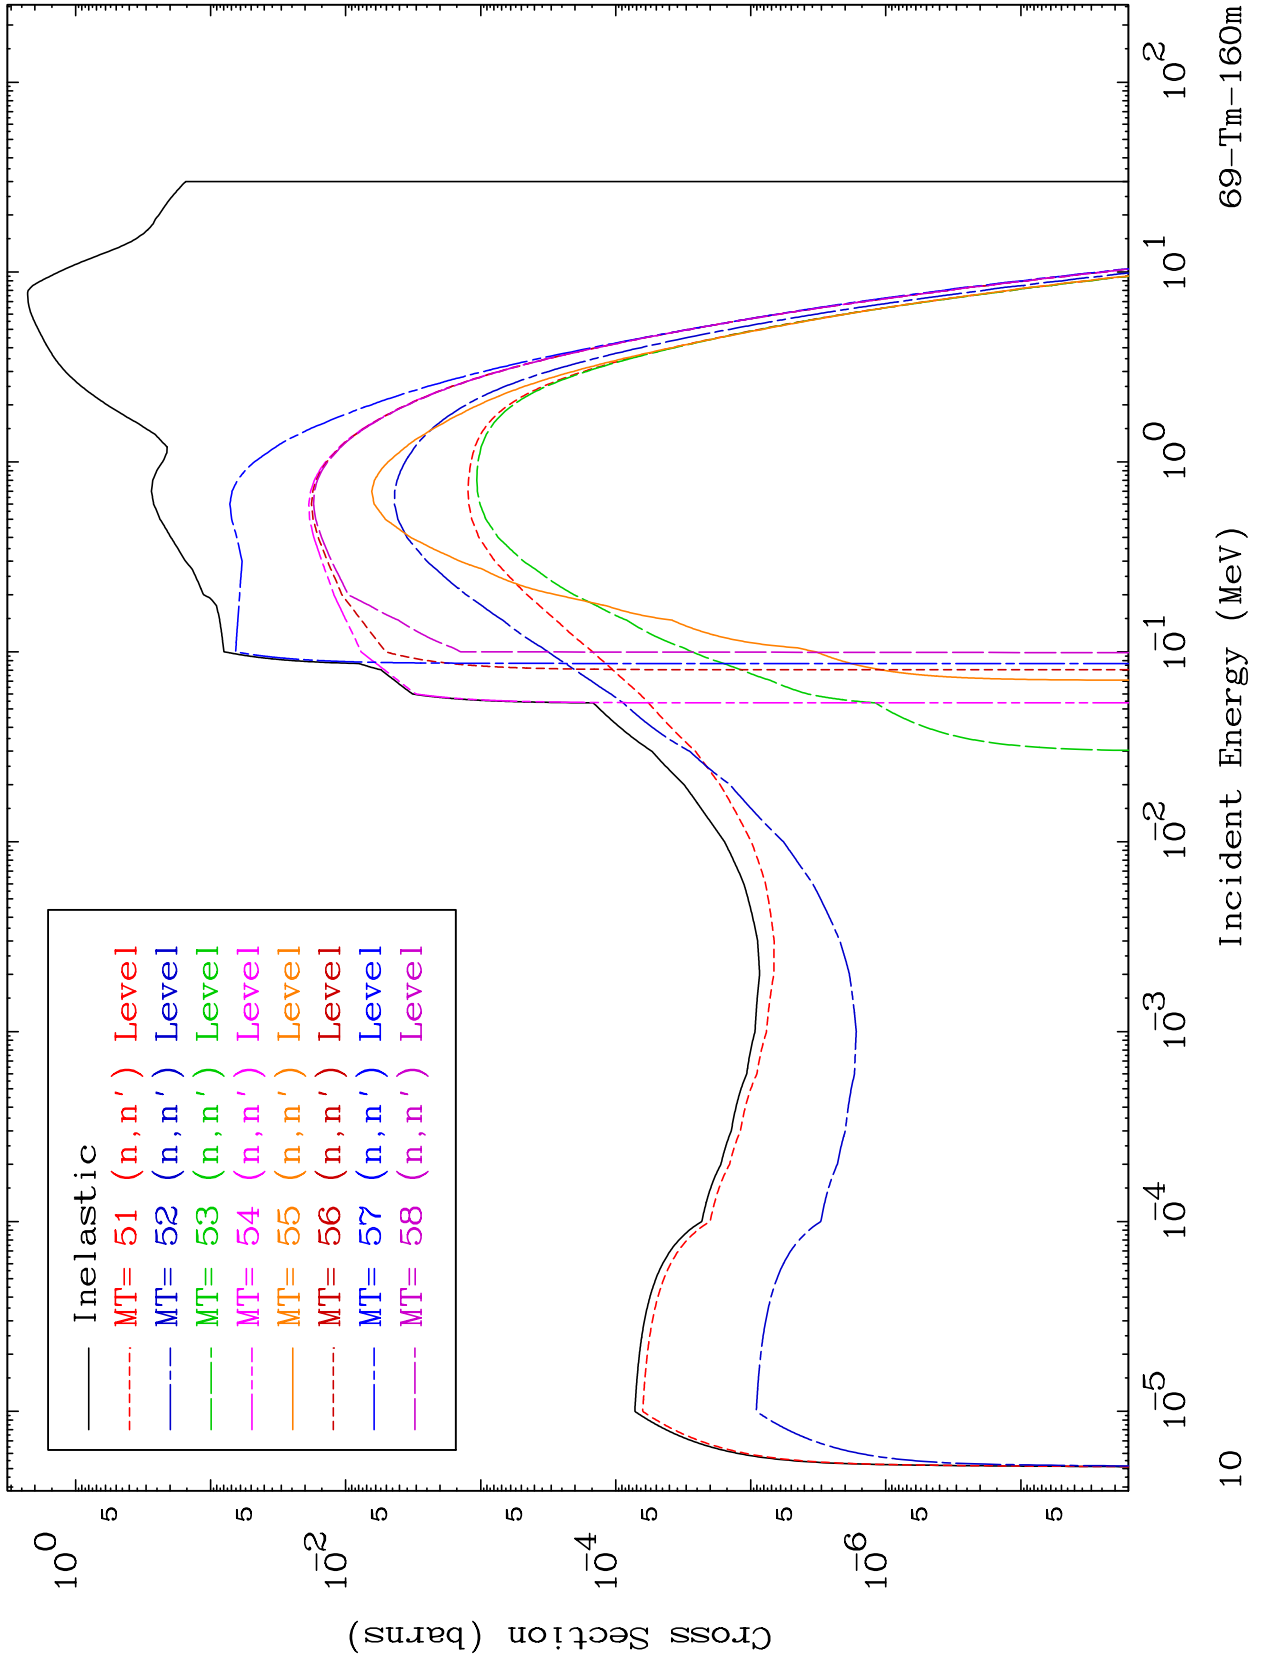 Inelastic
MT= 51 (n,n') Level
MT= 52 (n,n') Level
MT= 53 (n,n') Level
MT= 54 (n,n') Level
MT= 55 (n,n') Level
MT= 56 (n,n') Level
MT= 57 (n,n') Level
MT= 58 (n,n') Level
Cross Section (barns)
10^0
5
5
10^-2
5
5
10^-4
5
5
10^-6
5
5
10^-5
10^-4
10^-3
10^-2
10^-1
10^0
10^1
10^2
10
Incident Energy (MeV)
69-Tm-160m